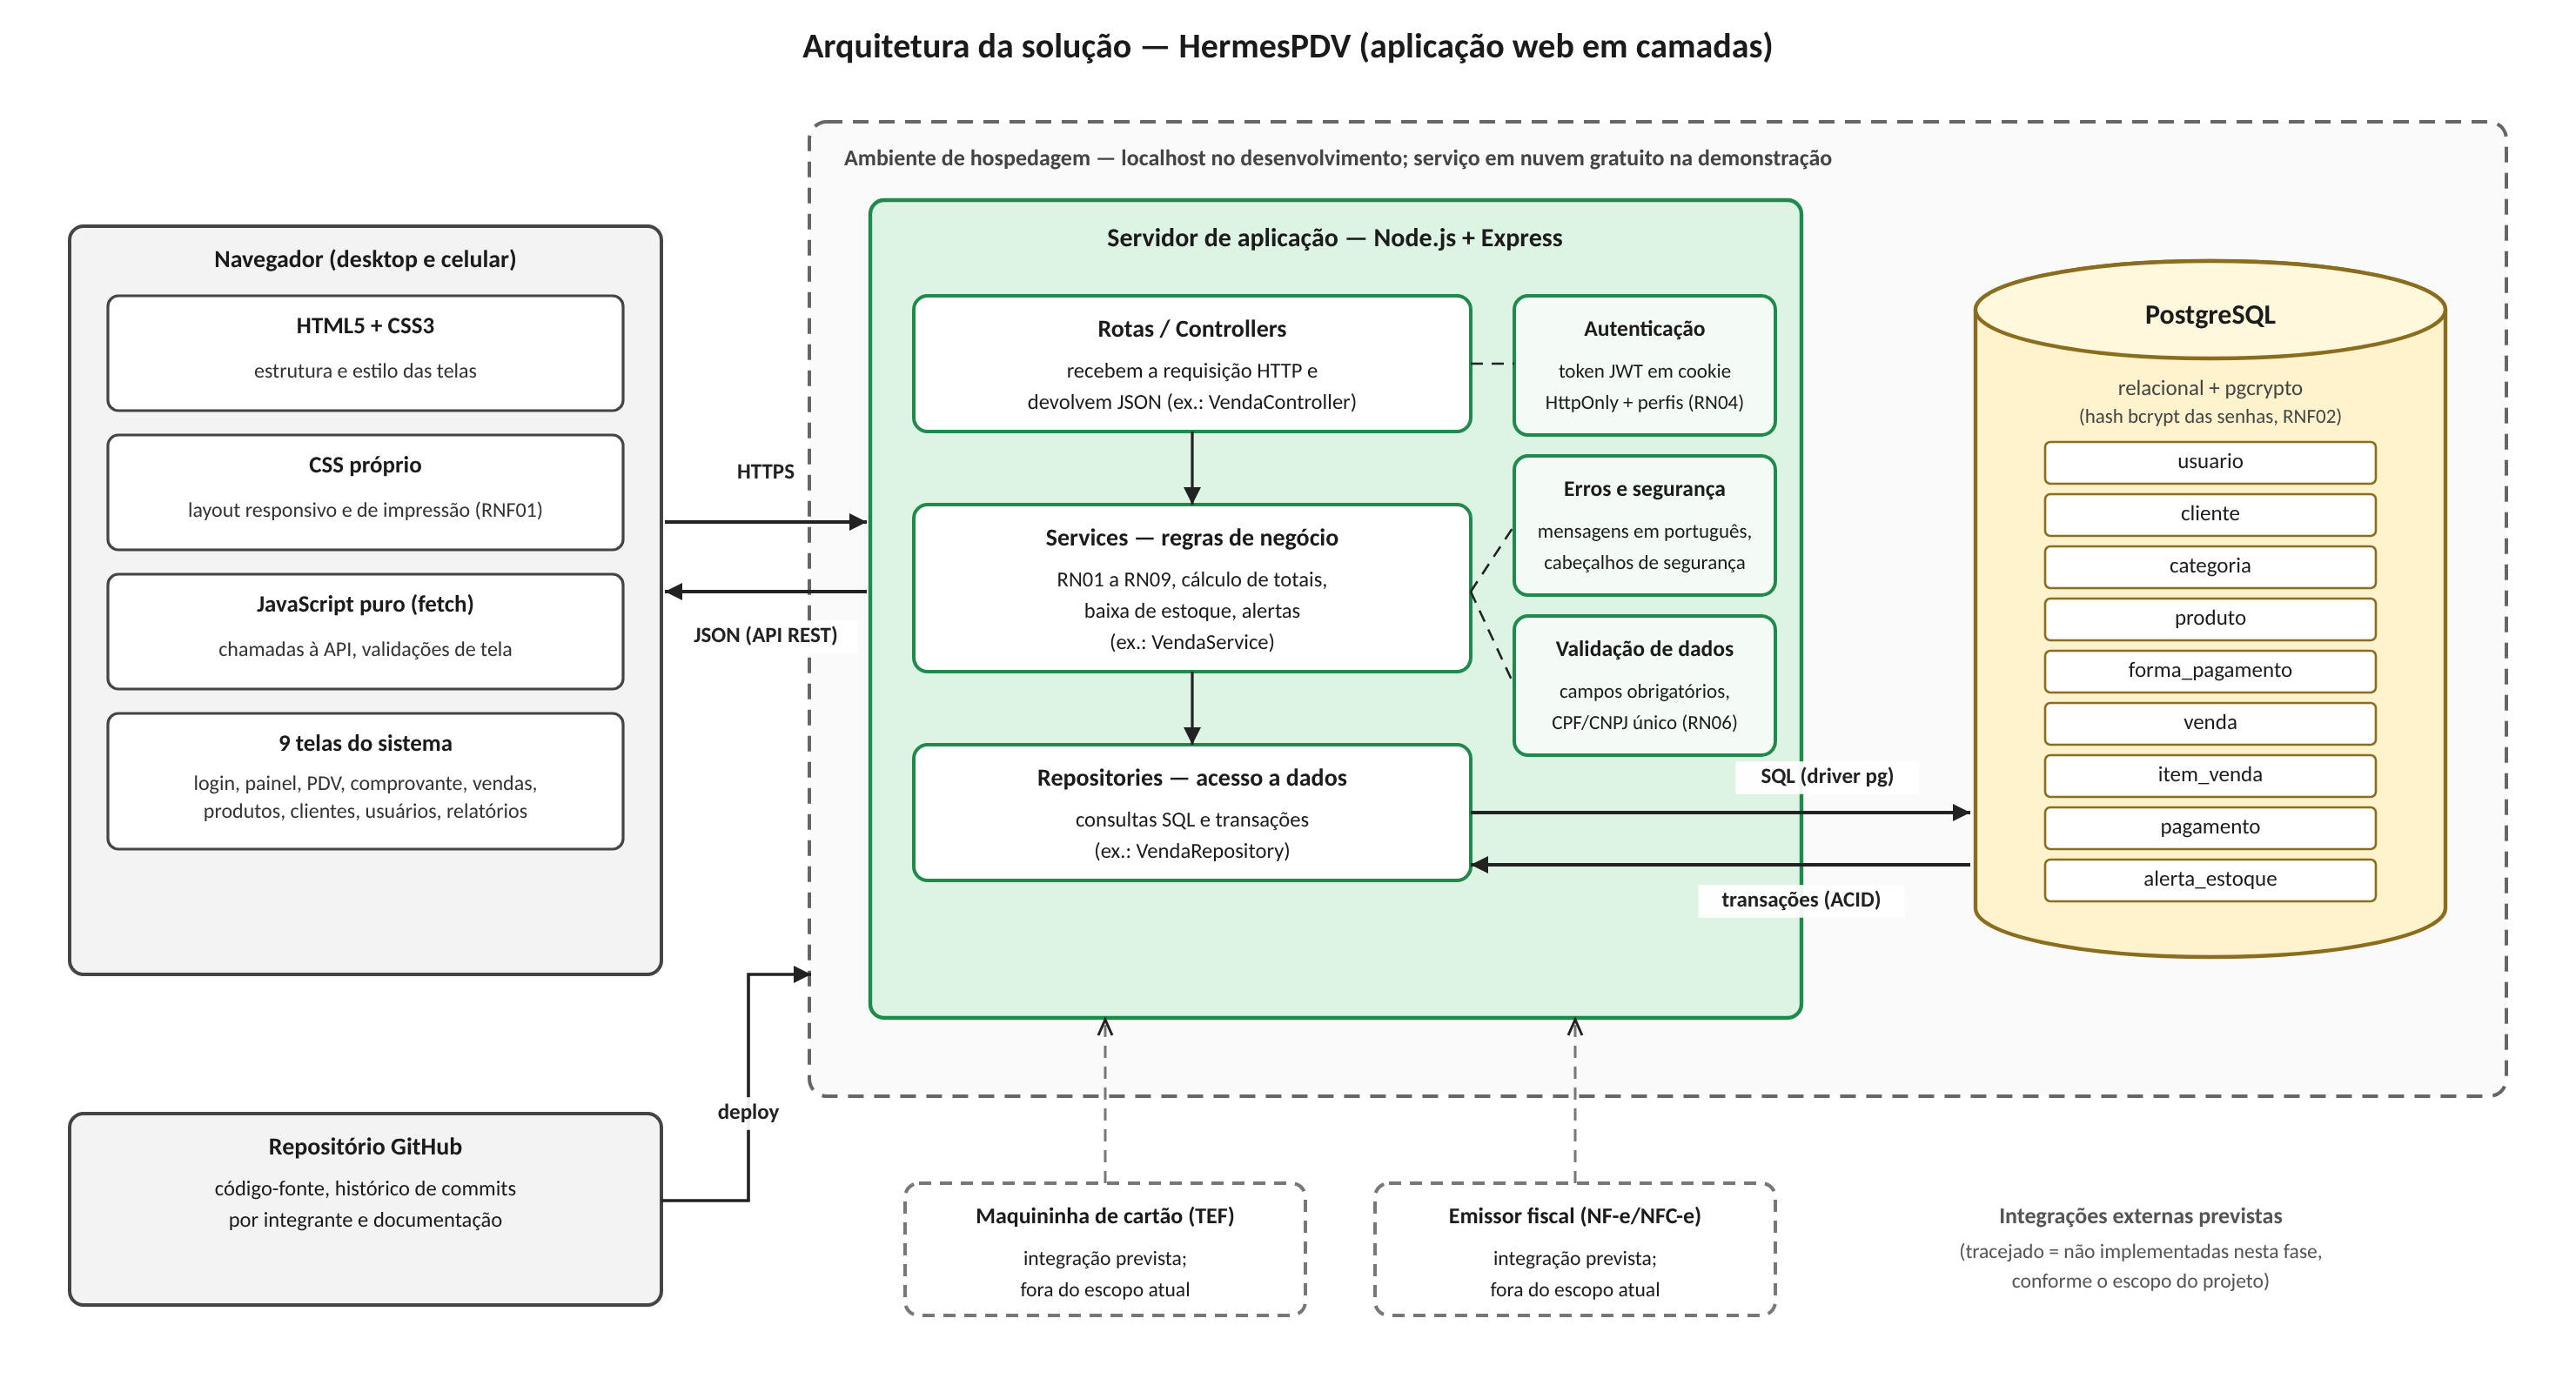 Arquitetura da solução — HermesPDV (aplicação web em camadas)
Ambiente de hospedagem — localhost no desenvolvimento; serviço em nuvem gratuito na demonstração
Navegador (desktop e celular)
HTML5 + CSS3
estrutura e estilo das telas
CSS próprio
layout responsivo e de impressão (RNF01)
JavaScript puro (fetch)
chamadas à API, validações de tela
9 telas do sistema
login, painel, PDV, comprovante, vendas,
produtos, clientes, usuários, relatórios
HTTPS
JSON (API REST)
Servidor de aplicação — Node.js + Express
Rotas / Controllers
recebem a requisição HTTP e
devolvem JSON (ex.: VendaController)
Services — regras de negócio
RN01 a RN09, cálculo de totais,
baixa de estoque, alertas
(ex.: VendaService)
Repositories — acesso a dados
consultas SQL e transações
(ex.: VendaRepository)
Autenticação
token JWT em cookie
HttpOnly + perfis (RN04)
Erros e segurança
mensagens em português,
cabeçalhos de segurança
Validação de dados
campos obrigatórios,
CPF/CNPJ único (RN06)
SQL (driver pg)
transações (ACID)
PostgreSQL
relacional + pgcrypto
(hash bcrypt das senhas, RNF02)
usuario
cliente
categoria
produto
forma_pagamento
venda
item_venda
pagamento
alerta_estoque
deploy
Repositório GitHub
código-fonte, histórico de commits
por integrante e documentação
Maquininha de cartão (TEF)
integração prevista;
fora do escopo atual
Emissor fiscal (NF-e/NFC-e)
integração prevista;
fora do escopo atual
Integrações externas previstas
(tracejado = não implementadas nesta fase,
conforme o escopo do projeto)